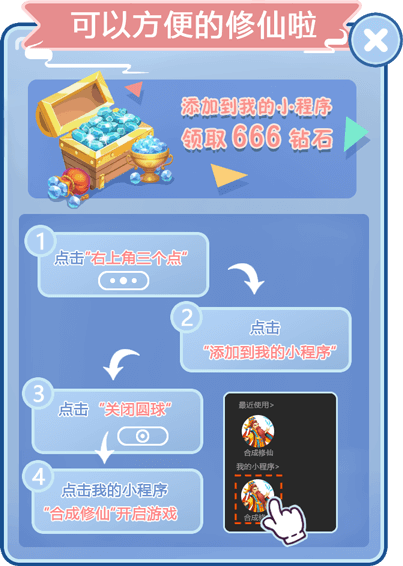 可以方便的修仙啦
添加到我的小程序
领取 666 钻石
1
点击"右上角三个点"
2
点击
"添加到我的小程序"
3
点击 "关闭圆球"
4
点击我的小程序
"合成修仙"开启游戏
最近使用>
合成修仙
我的小程序>
合成修